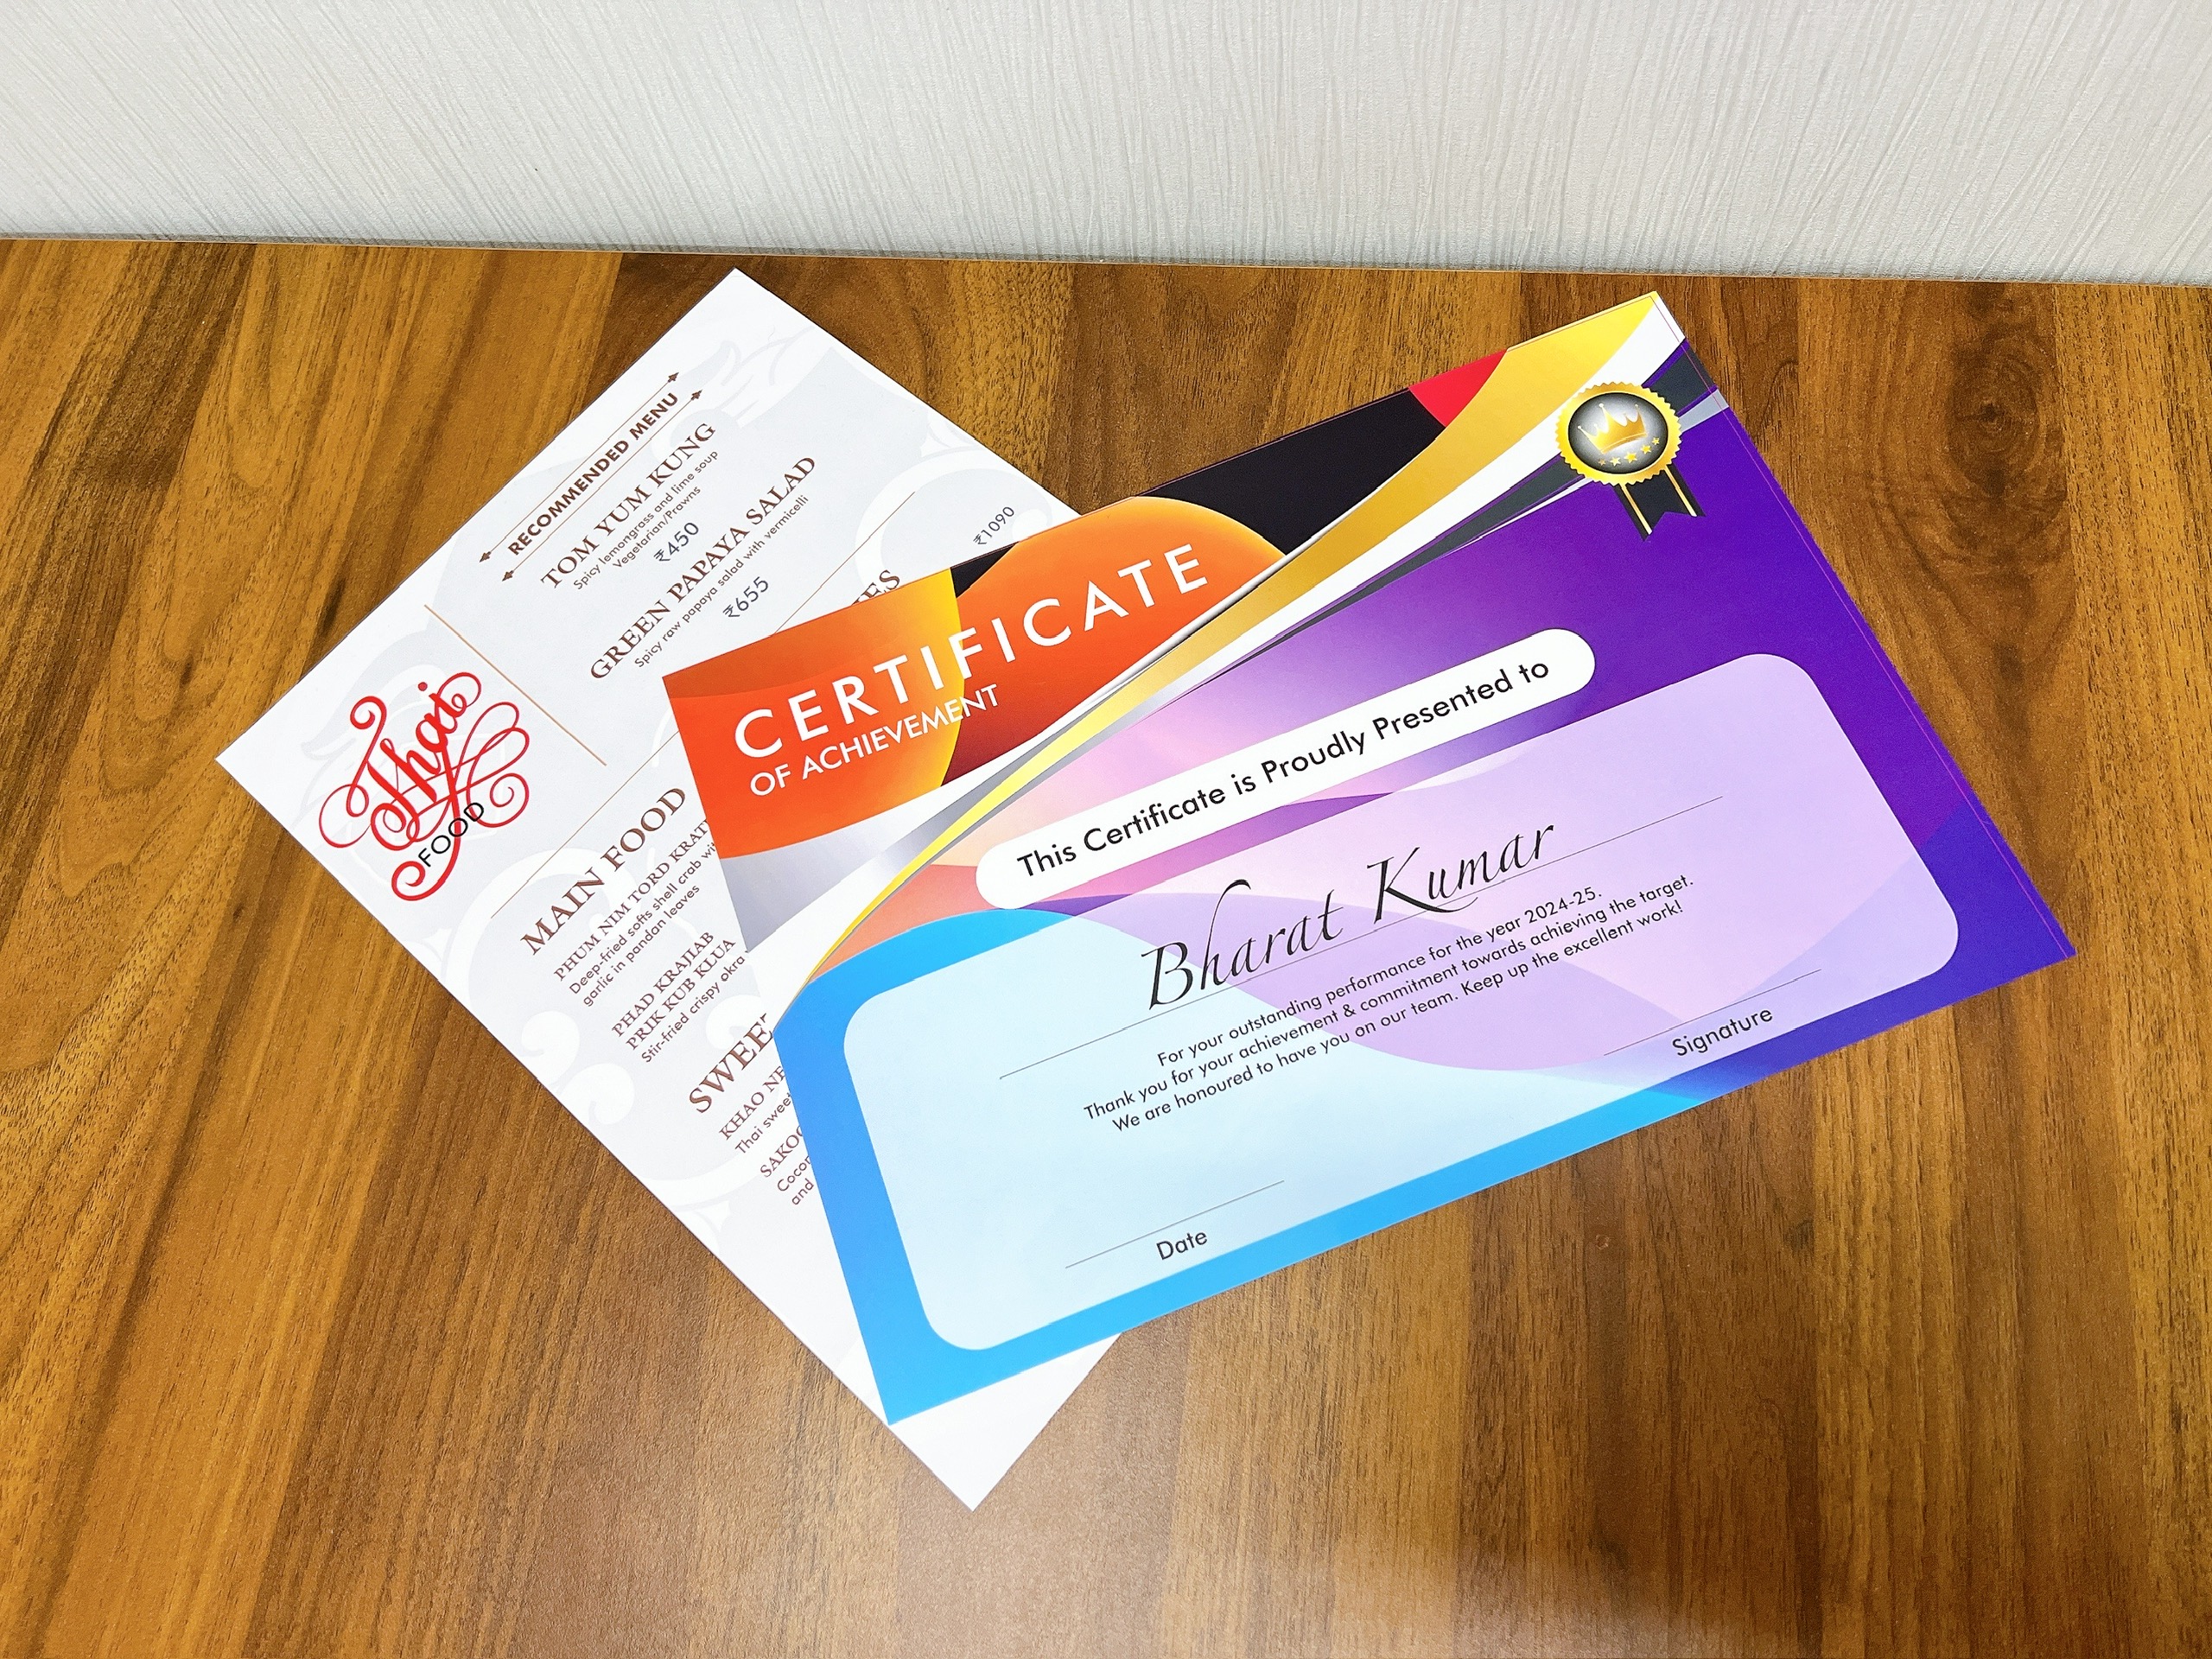 RECOMMENDED MENU
TOM YUM KUNG
Spicy lemongrass and lime soup
Vegetarian/Prawns
₹450
GREEN PAPAYA SALAD
Spicy raw papaya salad with vermicelli
₹655
₹1090
Thai
FOOD
MAIN FOOD
PHUM NIM TORD
Deep-fried softs shell crab
garlic in pandan leaves
PHAD KRAJIAB
PRIK KUB KLUA
Stir-fried crispy okra
KHAO
Thai
and
CERTIFICATE
OF ACHIEVEMENT
This Certificate is Proudly Presented to
Bharat Kumar
For your outstanding performance for the year 2024-25.
Thank you for your achievement & commitment towards achieving the target.
We are honoured to have you on our team. Keep up the excellent work!
Date
Signature